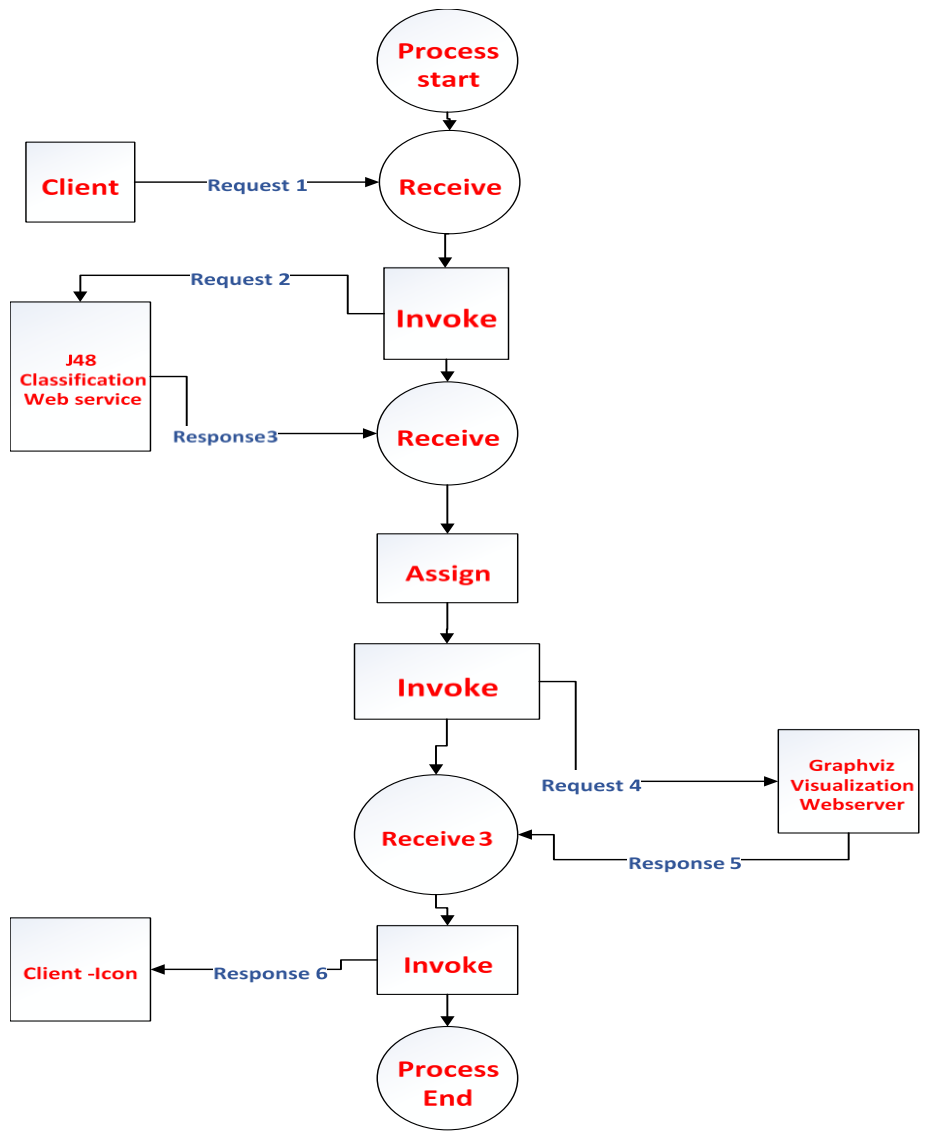 Process
start
Client
Request 1
Receive
Request 2
Invoke
J48
Classification
Web service
Response3
Receive
Assign
Invoke
Graphviz
Visualization
Webserver
Request 4
Receive 3
Response 5
Client -Icon
Response 6
Invoke
Process
End